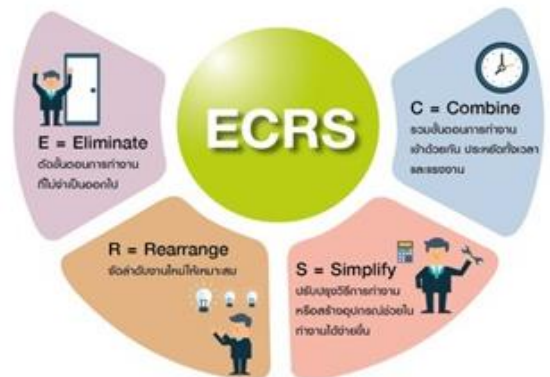 ECRS
E = Eliminate
ตัดขั้นตอนการทำงาน
ที่ไม่จำเป็นออกไป
C = Combine
รวมขั้นตอนการทำงาน
เข้าด้วยกัน ประหยัดทั้งเวลา
และแรงงาน
R = Rearrange
จัดลำดับงานใหม่ให้เหมาะสม
S = Simplify
ปรับปรุงวิธีการทำงาน
หรือสร้างอุปกรณ์ช่วยใน
ทำงานได้ง่ายขึ้น